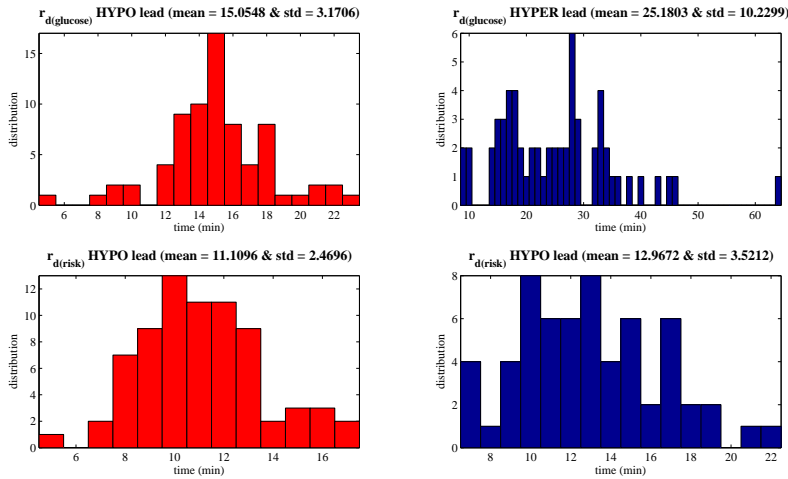 r_d(glucose) HYPO lead (mean = 15.0548 & std = 3.1706)
distribution
15
10
5
0
6 8 10 12 14 16 18 20 22
time (min)
r_d(glucose) HYPER lead (mean = 25.1803 & std = 10.2299)
distribution
6
5
4
3
2
1
0
10 20 30 40 50 60
time (min)
r_d(risk) HYPO lead (mean = 11.1096 & std = 2.4696)
distribution
12
10
8
6
4
2
0
6 8 10 12 14 16
time (min)
r_d(risk) HYPO lead (mean = 12.9672 & std = 3.5212)
distribution
8
6
4
2
0
8 10 12 14 16 18 20 22
time (min)